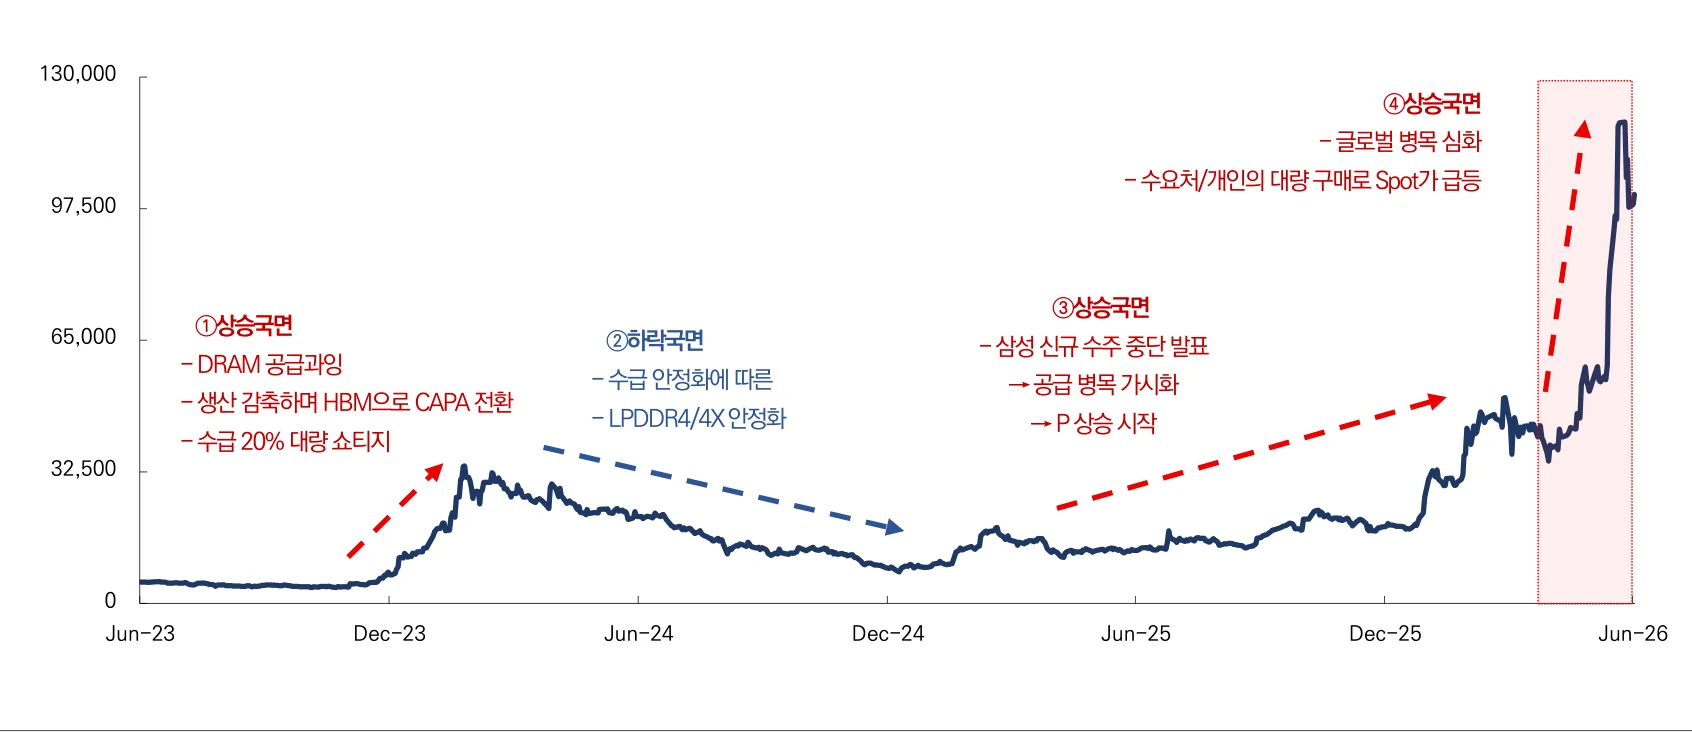 130,000
97,500
65,000
32,500
0
①상승국면
– DRAM 공급과잉
– 생산 감축하며 HBM으로 CAPA 전환
– 수급 20% 대량 쇼티지
②하락국면
– 수급 안정화에 따른
– LPDDR4/4X 안정화
③상승국면
– 삼성 신규 수주 중단 발표
→ 공급 병목 가시화
→ P 상승 시작
④상승국면
– 글로벌 병목 심화
– 수요처/개인의 대량 구매로 Spot가 급등
Jun–23
Dec–23
Jun–24
Dec–24
Jun–25
Dec–25
Jun–26